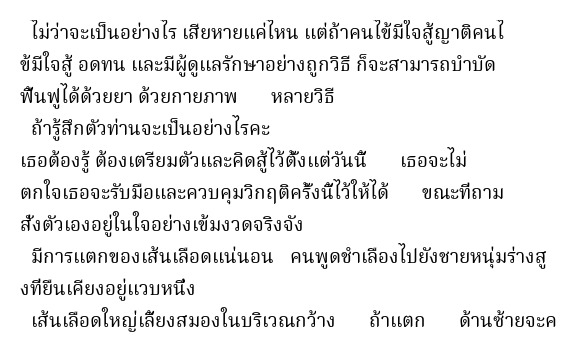 ไม่ว่าจะเป็นอย่างไร เสียหายแค่ไหน แต่ถ้าคนไข้มีใจสู้ญาติคนไ
ข้มีใจสู้ อดทน และมีผู้ดูแลรักษาอย่างถูกวิธี ก็จะสามารถบำบัด
ฟื้นฟูได้ด้วยยา ด้วยกายภาพ หลายวิธี
ถ้ารู้สึกตัวท่านจะเป็นอย่างไรคะ
เธอต้องรู้ ต้องเตรียมตัวและคิดสู้ไว้ตั้งแต่วันนี้ เธอจะไม่
ตกใจเธอจะรับมือและควบคุมวิกฤติครั้งนี้ไว้ให้ได้ ขณะที่ถาม
สั่งตัวเองอยู่ในใจอย่างเข้มงวดจริงจัง
มีการแตกของเส้นเลือดแน่นอน คนพูดชำเลืองไปยังชายหนุ่มร่างสู
งที่ยืนเคียงอยู่แวบหนึ่ง
เส้นเลือดใหญ่เลี้ยงสมองในบริเวณกว้าง ถ้าแตก ด้านซ้ายจะค